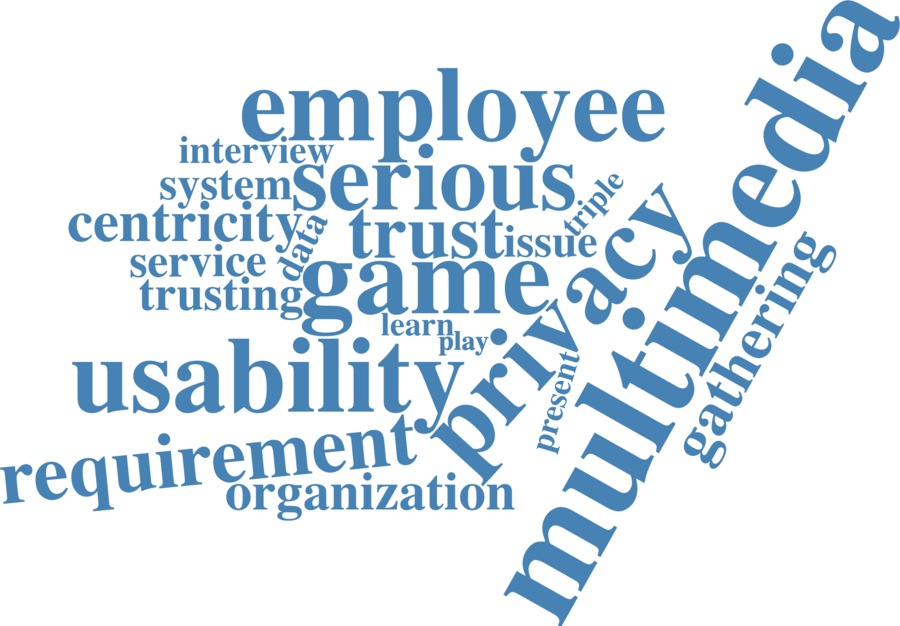 multimedia
employee
interview
serious
system
triple
centricity
data
trust
issue
privacy
service
game
gathering
trusting
learn
play
usability
present
requirement
organization